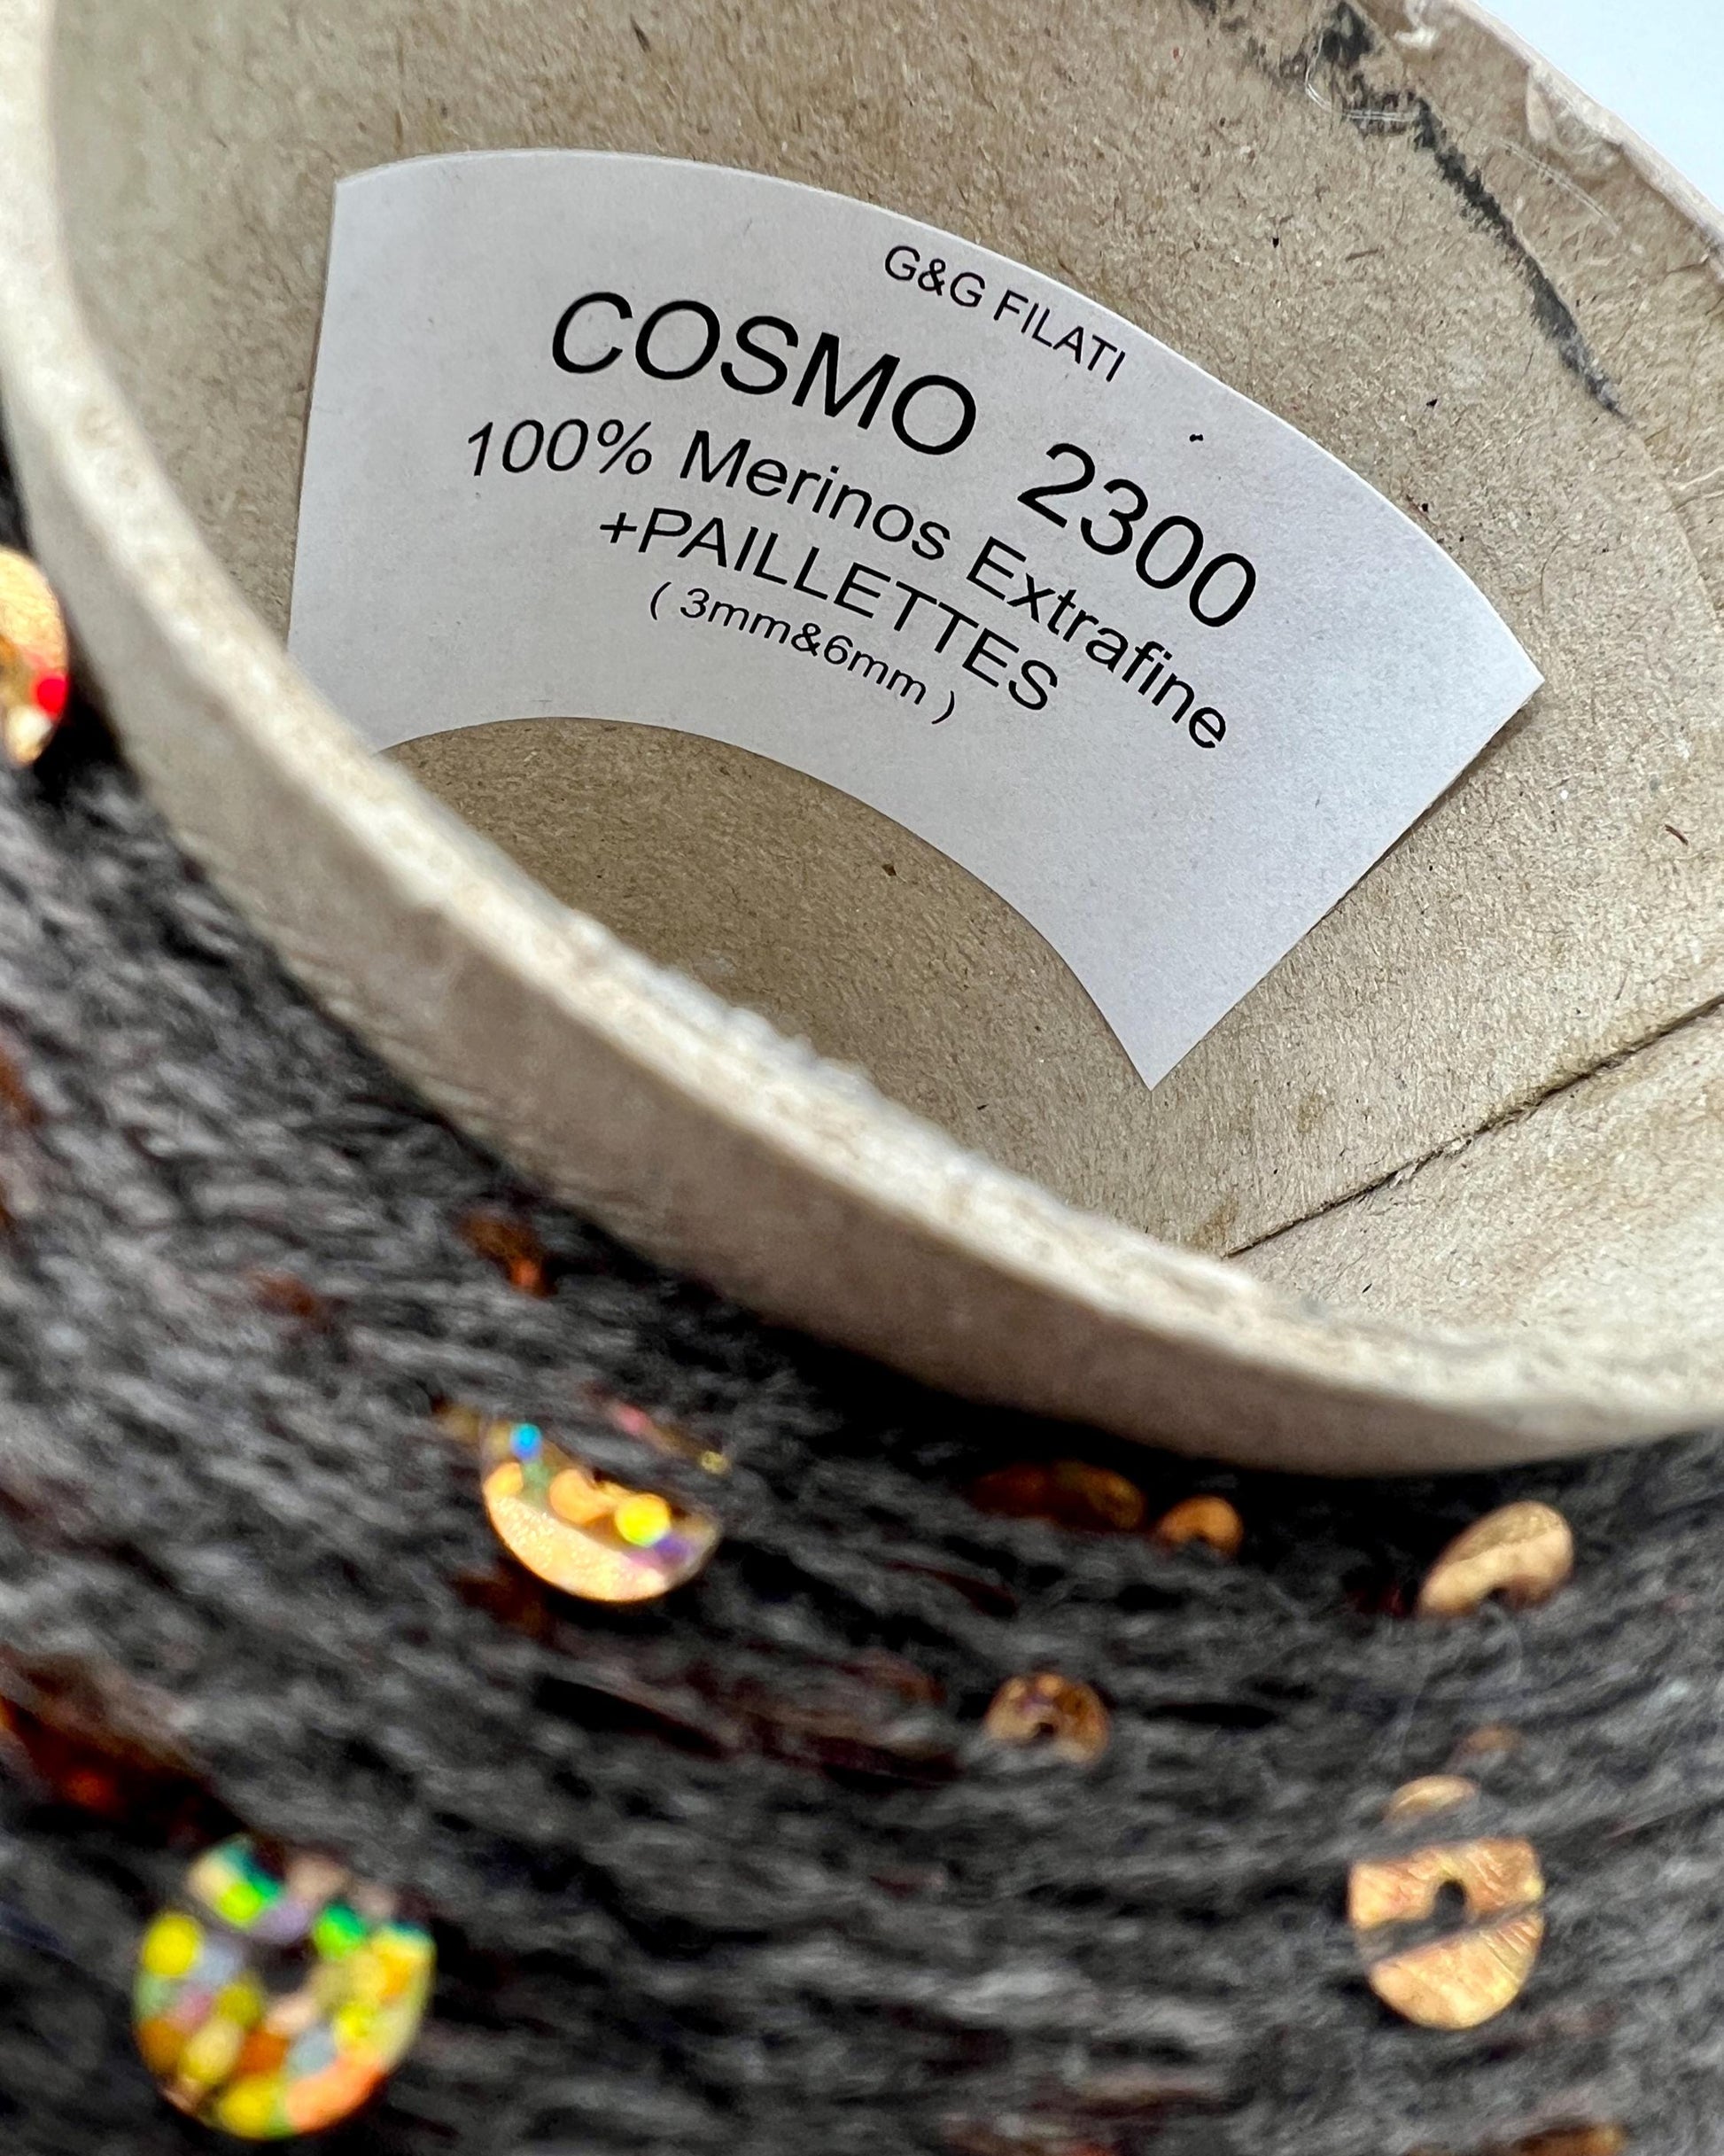 G&G FILATI
COSMO 2300
100% Merinos Extrafine
+PAILLETTES
( 3mm&6mm )